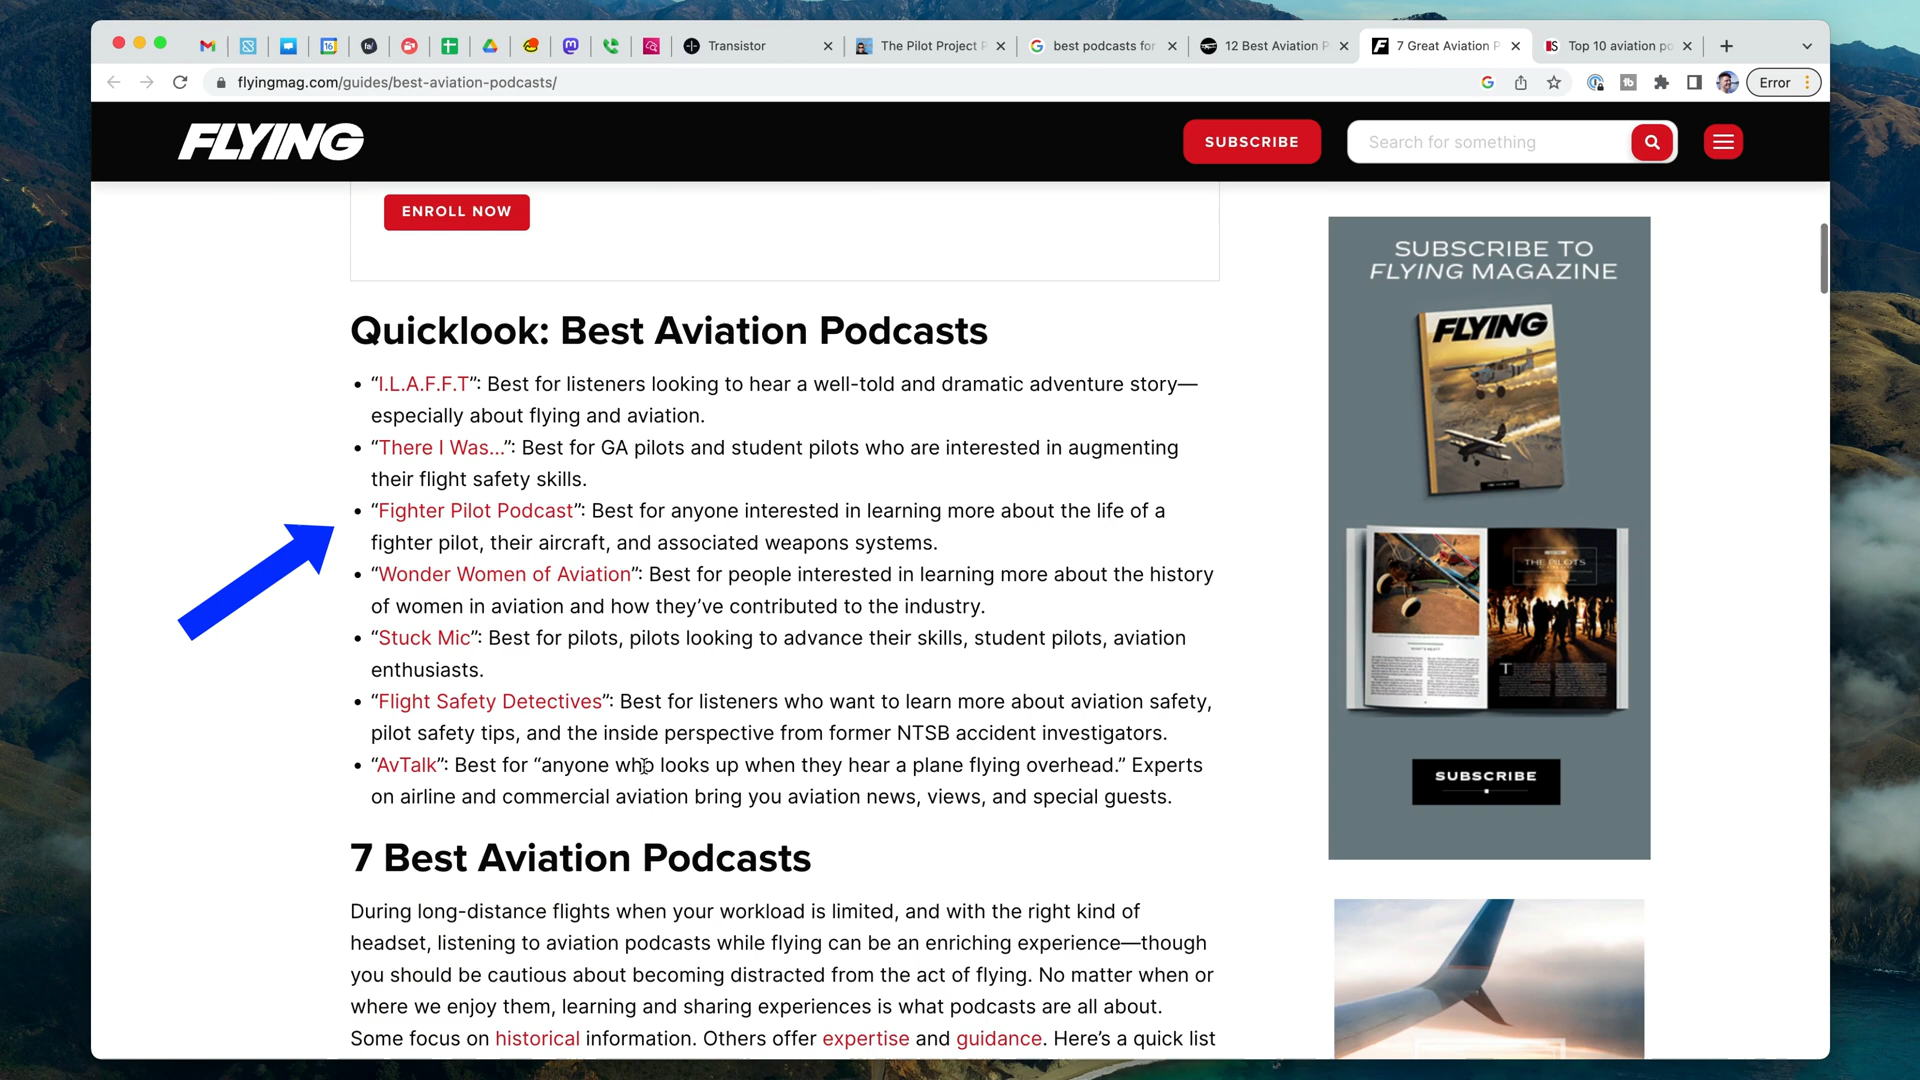 16
fa/
Transistor
The Pilot Project P
best podcasts for
12 Best Aviation P
7 Great Aviation P
Top 10 aviation po
flyingmag.com/guides/best-aviation-podcasts/
Error
FLYING
SUBSCRIBE
Search for something
ENROLL NOW
Quicklook: Best Aviation Podcasts
• “I.L.A.F.F.T”: Best for listeners looking to hear a well-told and dramatic adventure story—
especially about flying and aviation.
• “There I Was…”: Best for GA pilots and student pilots who are interested in augmenting
their flight safety skills.
• “Fighter Pilot Podcast”: Best for anyone interested in learning more about the life of a
fighter pilot, their aircraft, and associated weapons systems.
• “Wonder Women of Aviation”: Best for people interested in learning more about the history
of women in aviation and how they’ve contributed to the industry.
• “Stuck Mic”: Best for pilots, pilots looking to advance their skills, student pilots, aviation
enthusiasts.
• “Flight Safety Detectives”: Best for listeners who want to learn more about aviation safety,
pilot safety tips, and the inside perspective from former NTSB accident investigators.
• “AvTalk”: Best for “anyone who looks up when they hear a plane flying overhead.” Experts
on airline and commercial aviation bring you aviation news, views, and special guests.
7 Best Aviation Podcasts
During long-distance flights when your workload is limited, and with the right kind of
headset, listening to aviation podcasts while flying can be an enriching experience—though
you should be cautious about becoming distracted from the act of flying. No matter when or
where we enjoy them, learning and sharing experiences is what podcasts are all about.
Some focus on historical information. Others offer expertise and guidance. Here’s a quick list
SUBSCRIBE TO
FLYING MAGAZINE
FLYING
THE PILOTS
SUBSCRIBE